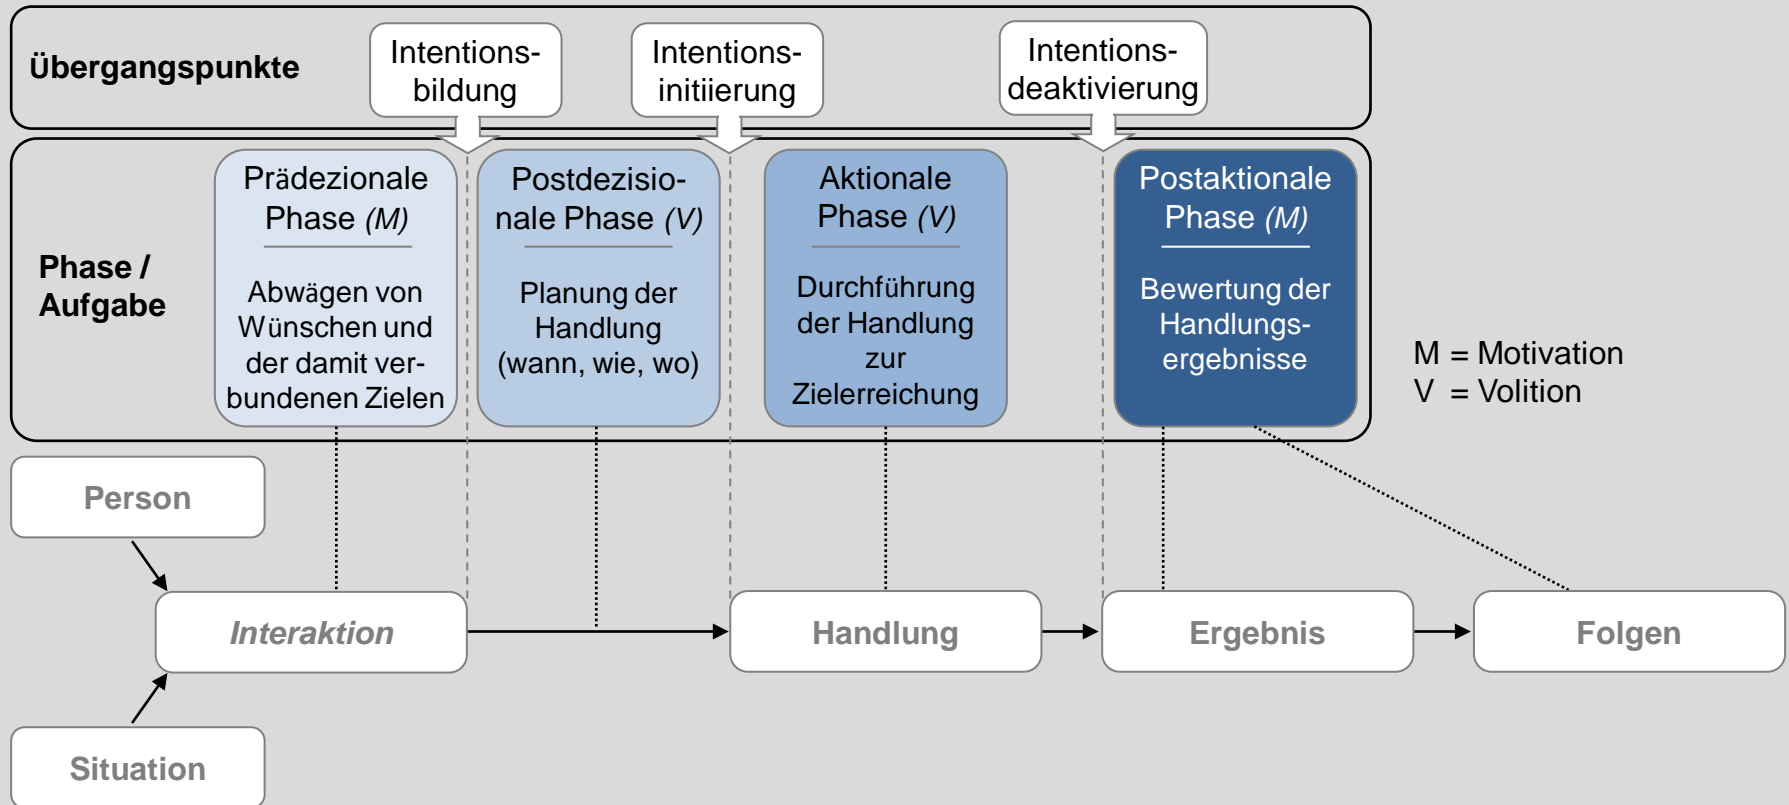 Übergangspunkte
Intentions-
bildung
Intentions-
initiierung
Intentions-
deaktivierung
Phase /
Aufgabe
Prädezionale
Phase (M)
Abwägen von
Wünschen und
der damit ver-
bundenen Zielen
Postdezisio-
nale Phase (V)
Planung der
Handlung
(wann, wie, wo)
Aktionale
Phase (V)
Durchführung
der Handlung
zur
Zielerreichung
Postaktionale
Phase (M)
Bewertung der
Handlungs-
ergebnisse
M = Motivation
V = Volition
Person
Interaktion
Handlung
Ergebnis
Folgen
Situation